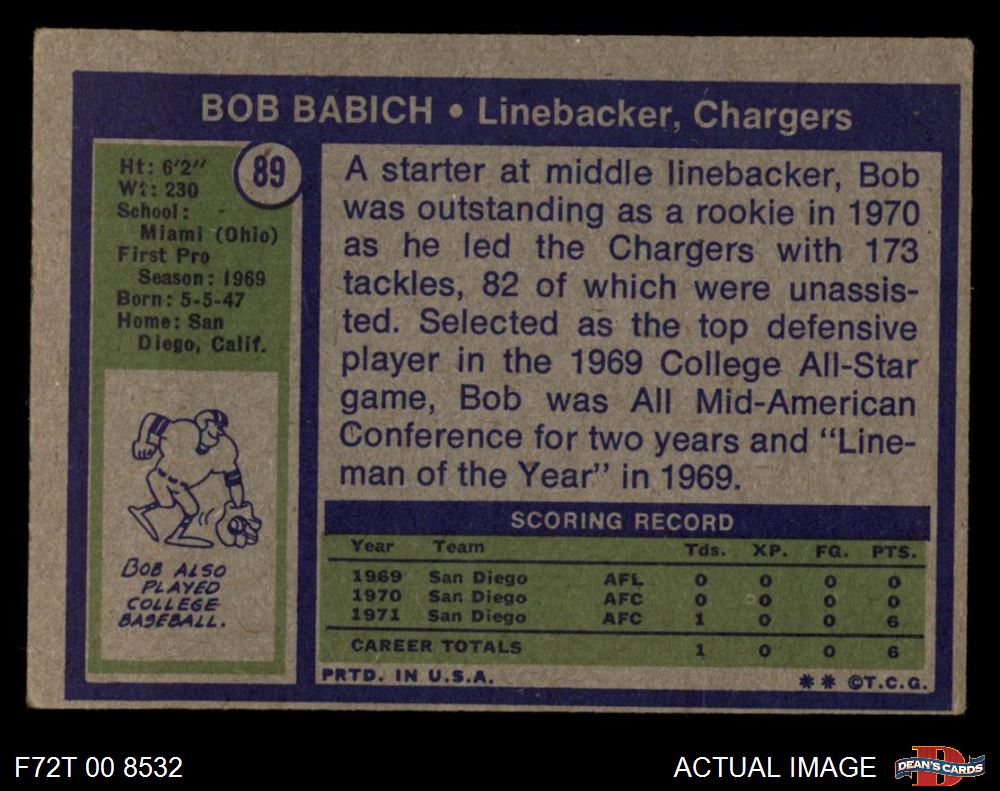 BOB BABICH • Linebacker, Chargers
89
Ht: 6'2"
Wt: 230
School:
Miami (Ohio)
First Pro
Season: 1969
Born: 5-5-47
Home: San
Diego, Calif.
BOB ALSO
PLAYED
COLLEGE
BASEBALL.
A starter at middle linebacker, Bob
was outstanding as a rookie in 1970
as he led the Chargers with 173
tackles, 82 of which were unassis-
ted. Selected as the top defensive
player in the 1969 College All-Star
game, Bob was All Mid-American
Conference for two years and "Line-
man of the Year" in 1969.
SCORING RECORD
Year Team Tds. XP. FG. PTS.
1969 San Diego AFL 0 0 0 0
1970 San Diego AFC 0 0 0 0
1971 San Diego AFC 1 0 0 6
CAREER TOTALS 1 0 0 6
PRTD. IN U.S.A. ** ©T.C.G.
F72T 00 8532
ACTUAL IMAGE
D
DEAN'S CARDS